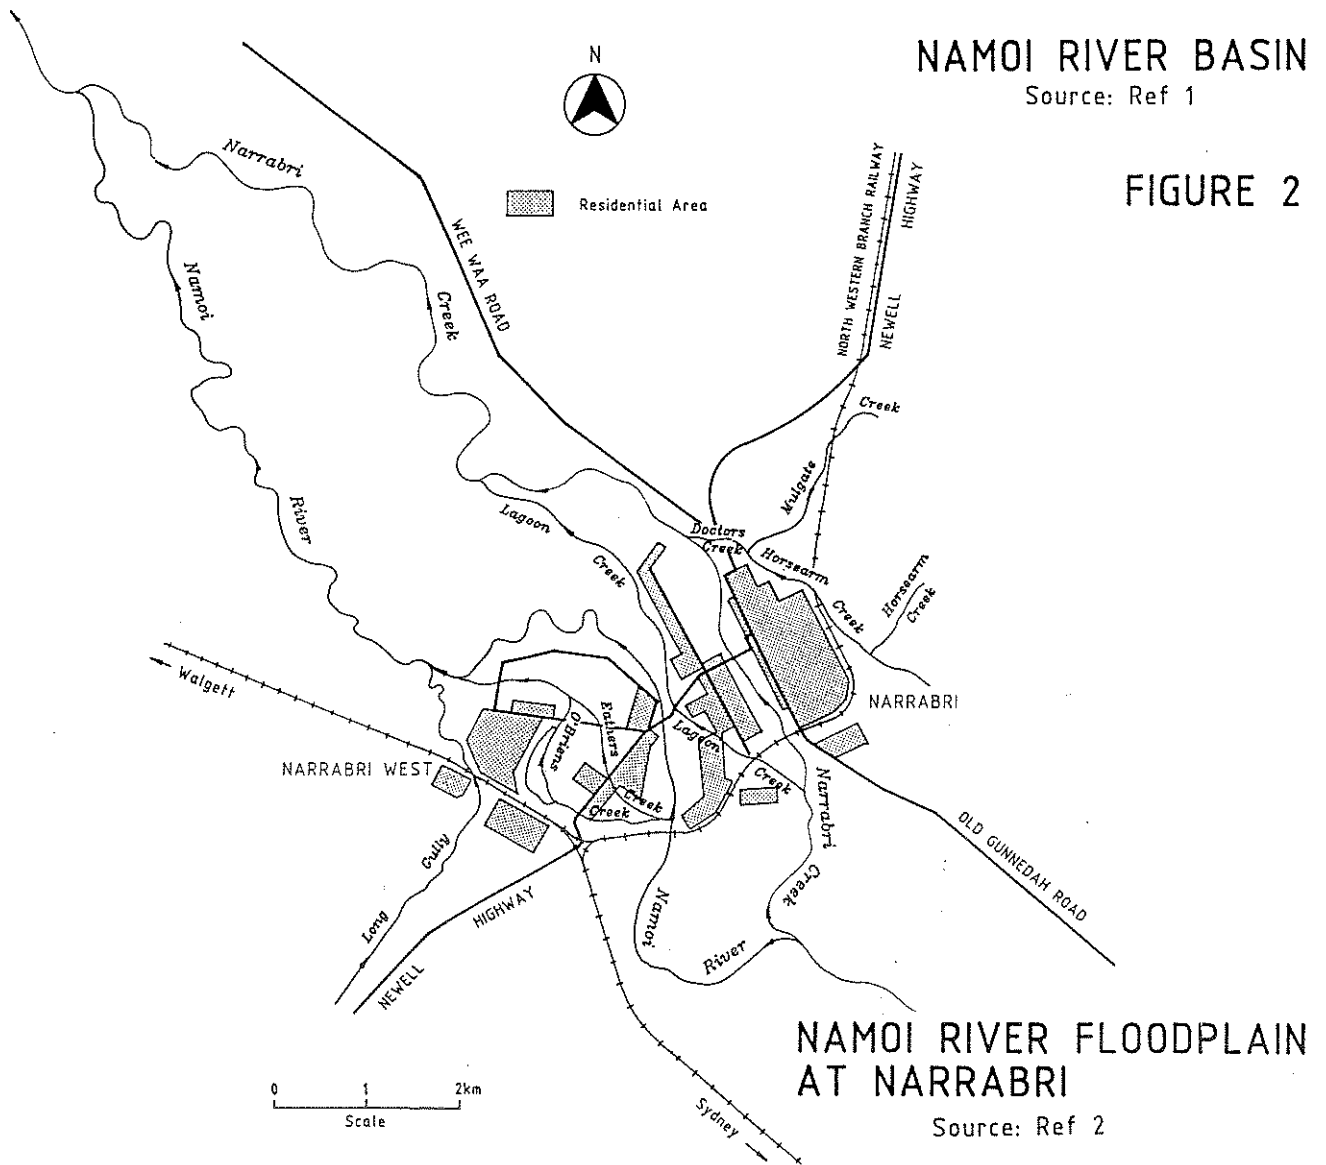 NAMOI RIVER BASIN
Source: Ref 1
FIGURE 2
N
Residential Area
Narrabri
Creek
WEE WAA ROAD
NORTH WESTERN BRANCH RAILWAY
HIGHWAY
NEWELL
Namoi
River
Creek
Mulgate
Lagoon
Creek
Doctors
Creek
Horsearm
Creek
Horsearm
Creek
Walgett
NARRABRI WEST
O'Briens
Eathers
Creek
Creek
Lagoon
Creek
NARRABRI
Narrabri
Creek
OLD GUNNEDAH ROAD
Gully
Long
HIGHWAY
NEWELL
Namoi
River
0 1 2km
Scale
Sydney
NAMOI RIVER FLOODPLAIN
AT NARRABRI
Source: Ref 2